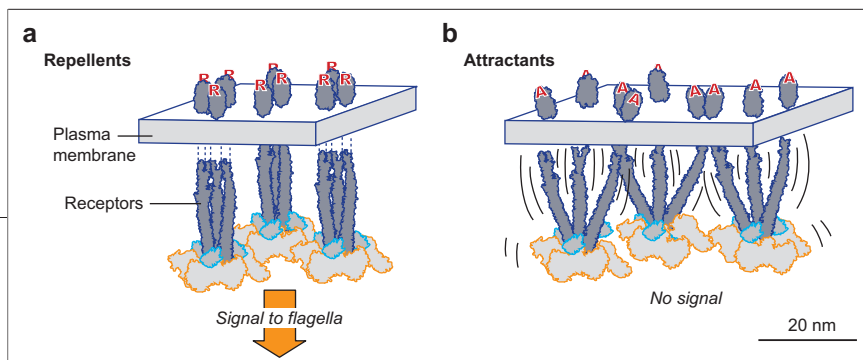 a
Repellents
R R R R R R R
Plasma
membrane
Receptors
Signal to flagella
b
Attractants
A A A A A A A A A
No signal
20 nm